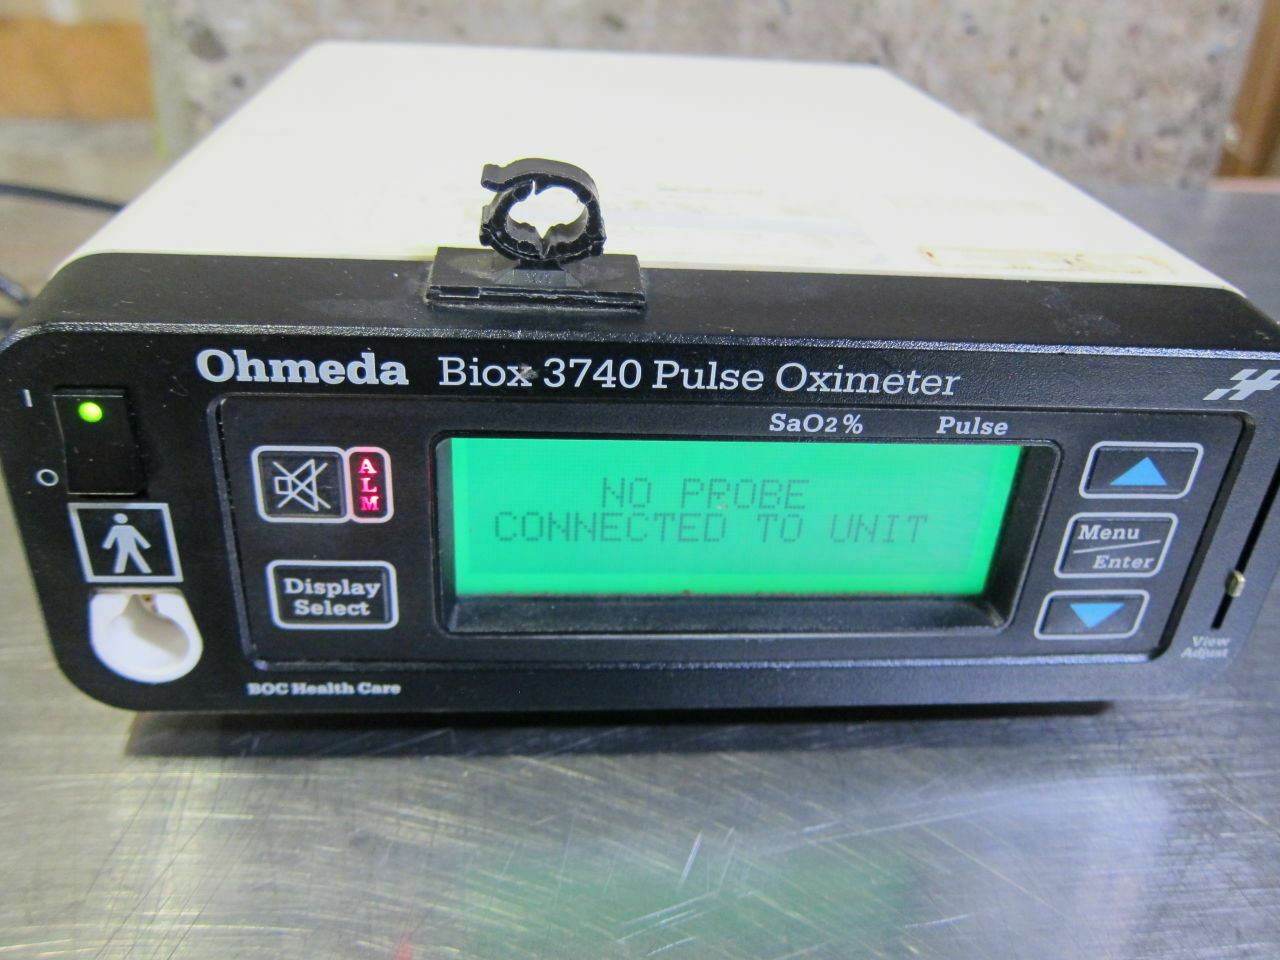 Ohmeda Biox 3740 Pulse Oximeter
SaO2 % Pulse
I
O
ALM
NO PROBE
CONNECTED TO UNIT
Display
Select
Menu
Enter
View
Adjust
BOC Health Care